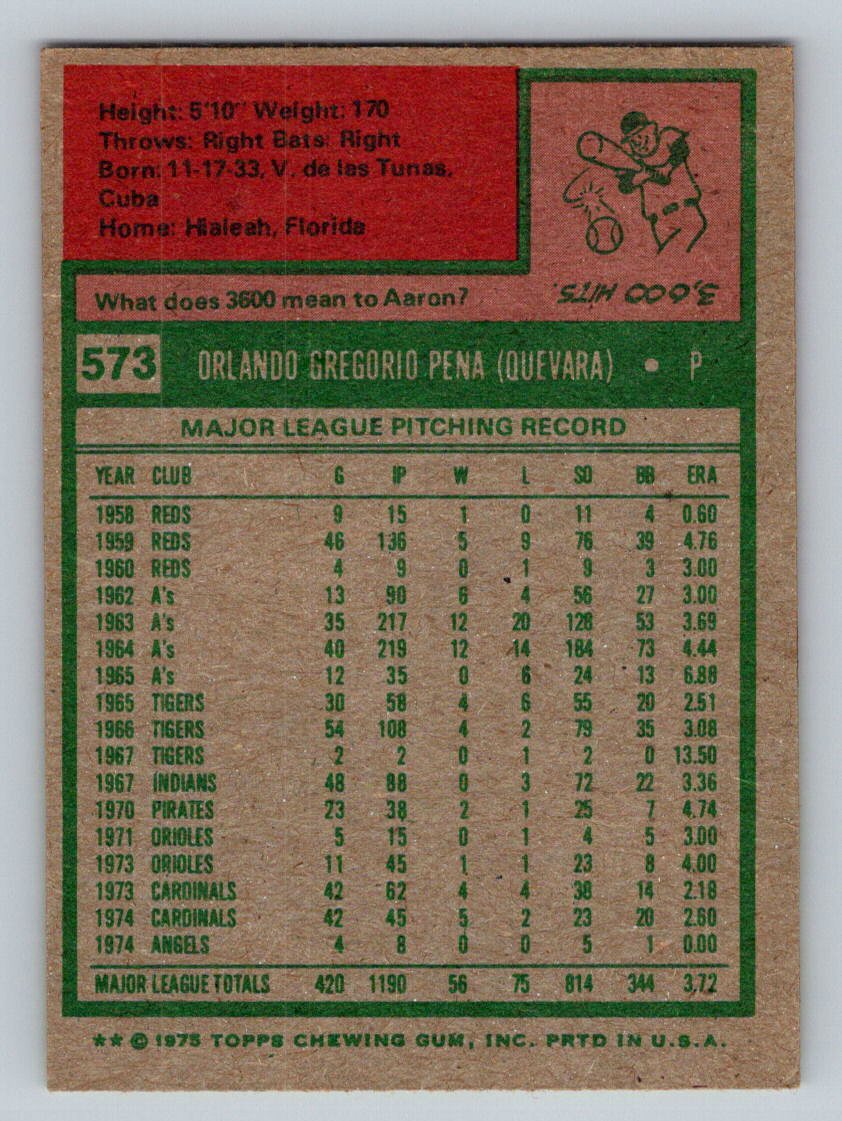 Height: 5'10" Weight: 170
Throws: Right Bats: Right
Born: 11-17-33, V. de las Tunas,
Cuba
Home: Hialeah, Florida
What does 3600 mean to Aaron?
3,600 HITS.
573 ORLANDO GREGORIO PENA (QUEVARA) • P
MAJOR LEAGUE PITCHING RECORD
YEAR CLUB G IP W L SO BB ERA
1958 REDS 9 15 1 0 11 4 0.60
1959 REDS 46 136 5 9 76 39 4.76
1960 REDS 4 9 0 1 9 3 3.00
1962 A's 13 90 6 4 56 27 3.00
1963 A's 35 217 12 20 128 53 3.69
1964 A's 40 219 12 14 184 73 4.44
1965 A's 12 35 0 6 24 13 6.88
1965 TIGERS 30 58 4 6 55 20 2.51
1966 TIGERS 54 108 4 2 79 35 3.08
1967 TIGERS 2 2 0 1 2 0 13.50
1967 INDIANS 48 88 0 3 72 22 3.36
1970 PIRATES 23 38 2 1 25 7 4.74
1971 ORIOLES 5 15 0 1 4 5 3.00
1973 ORIOLES 11 45 1 1 23 8 4.00
1973 CARDINALS 42 62 4 4 38 14 2.18
1974 CARDINALS 42 45 5 2 23 20 2.60
1974 ANGELS 4 8 0 0 5 1 0.00
MAJOR LEAGUE TOTALS 420 1190 56 75 814 344 3.72
** © 1975 TOPPS CHEWING GUM, INC. PRTD IN U.S.A.